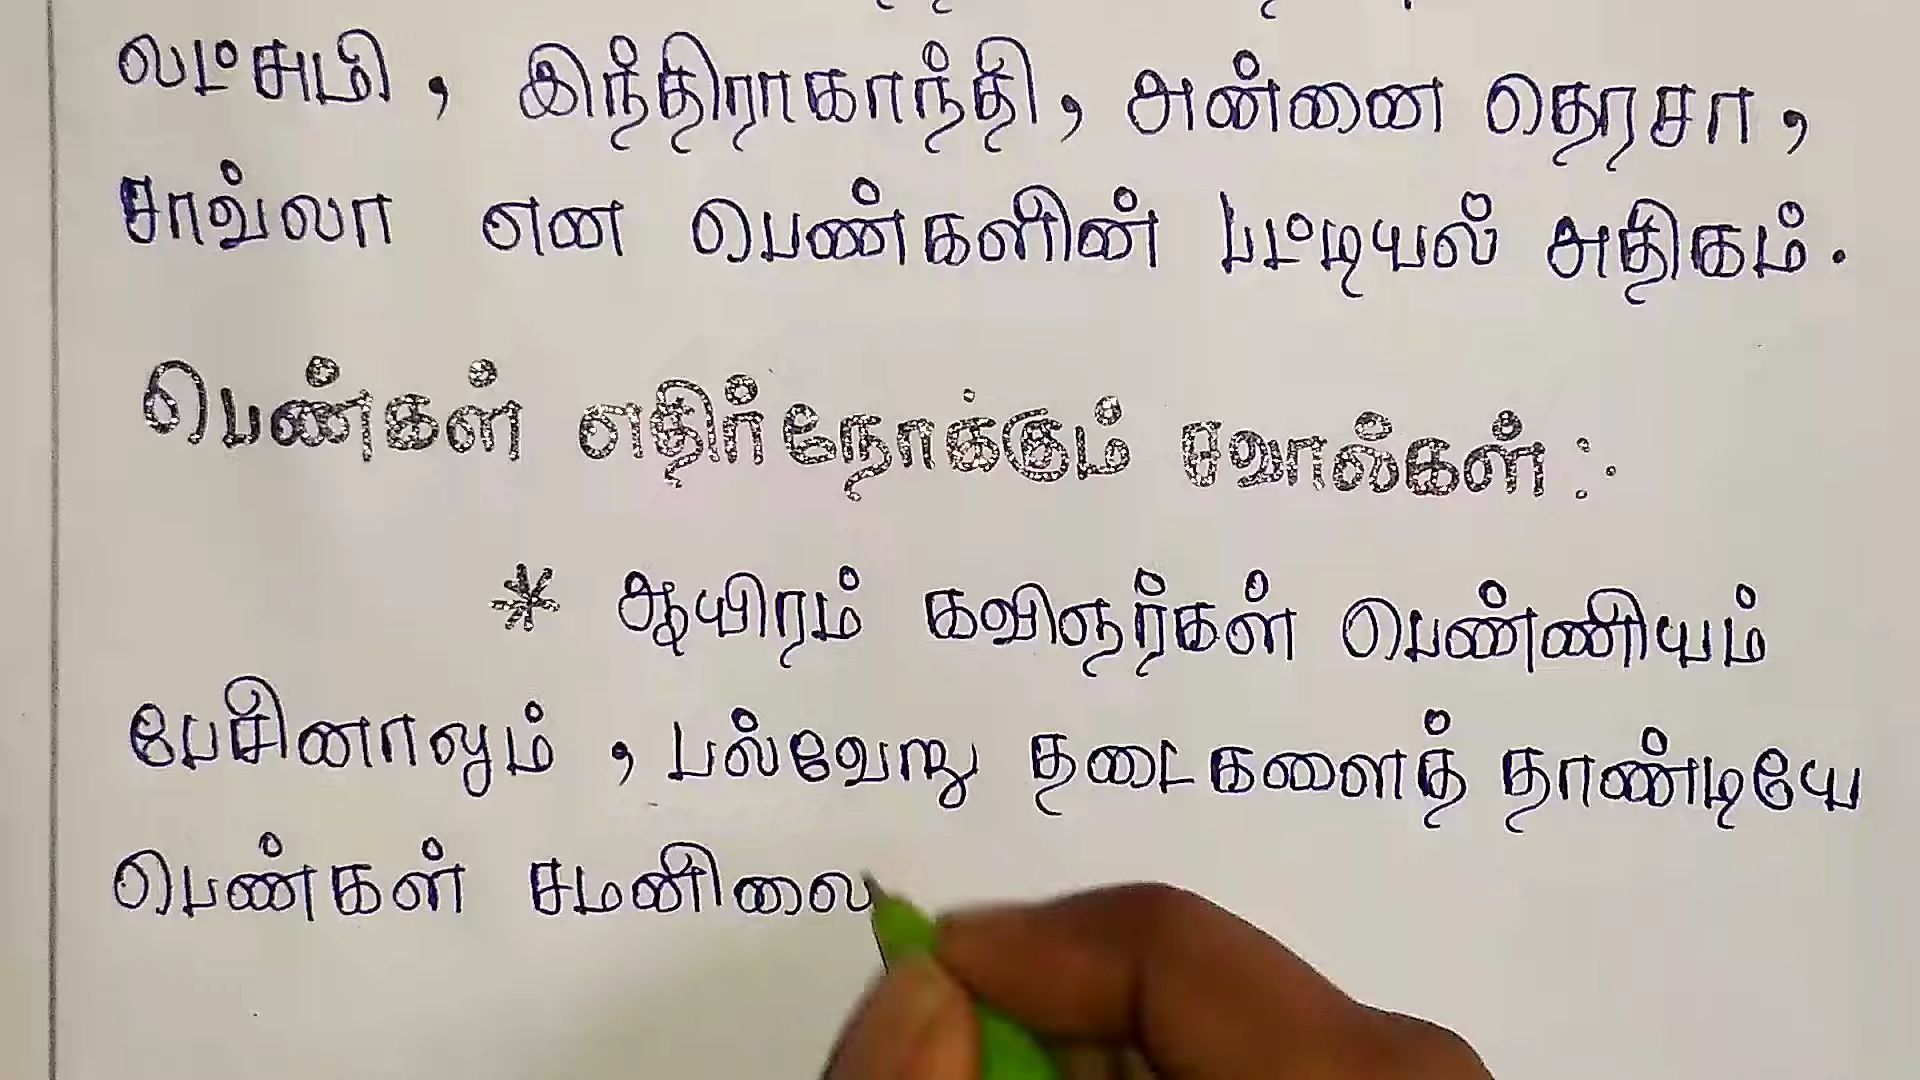 லட்சுமி, இந்திராகாந்தி, அன்னை தெரசா,
சாவ்லா என பெண்களின் பட்டியல் அதிகம்.
பெண்கள் எதிர்நோக்கும் சவால்கள் :.
* ஆயிரம் கவிஞர்கள் பெண்ணியம்
பேசினாலும், பல்வேறு தடைகளைத் தாண்டியே
பெண்கள் சமனிலை